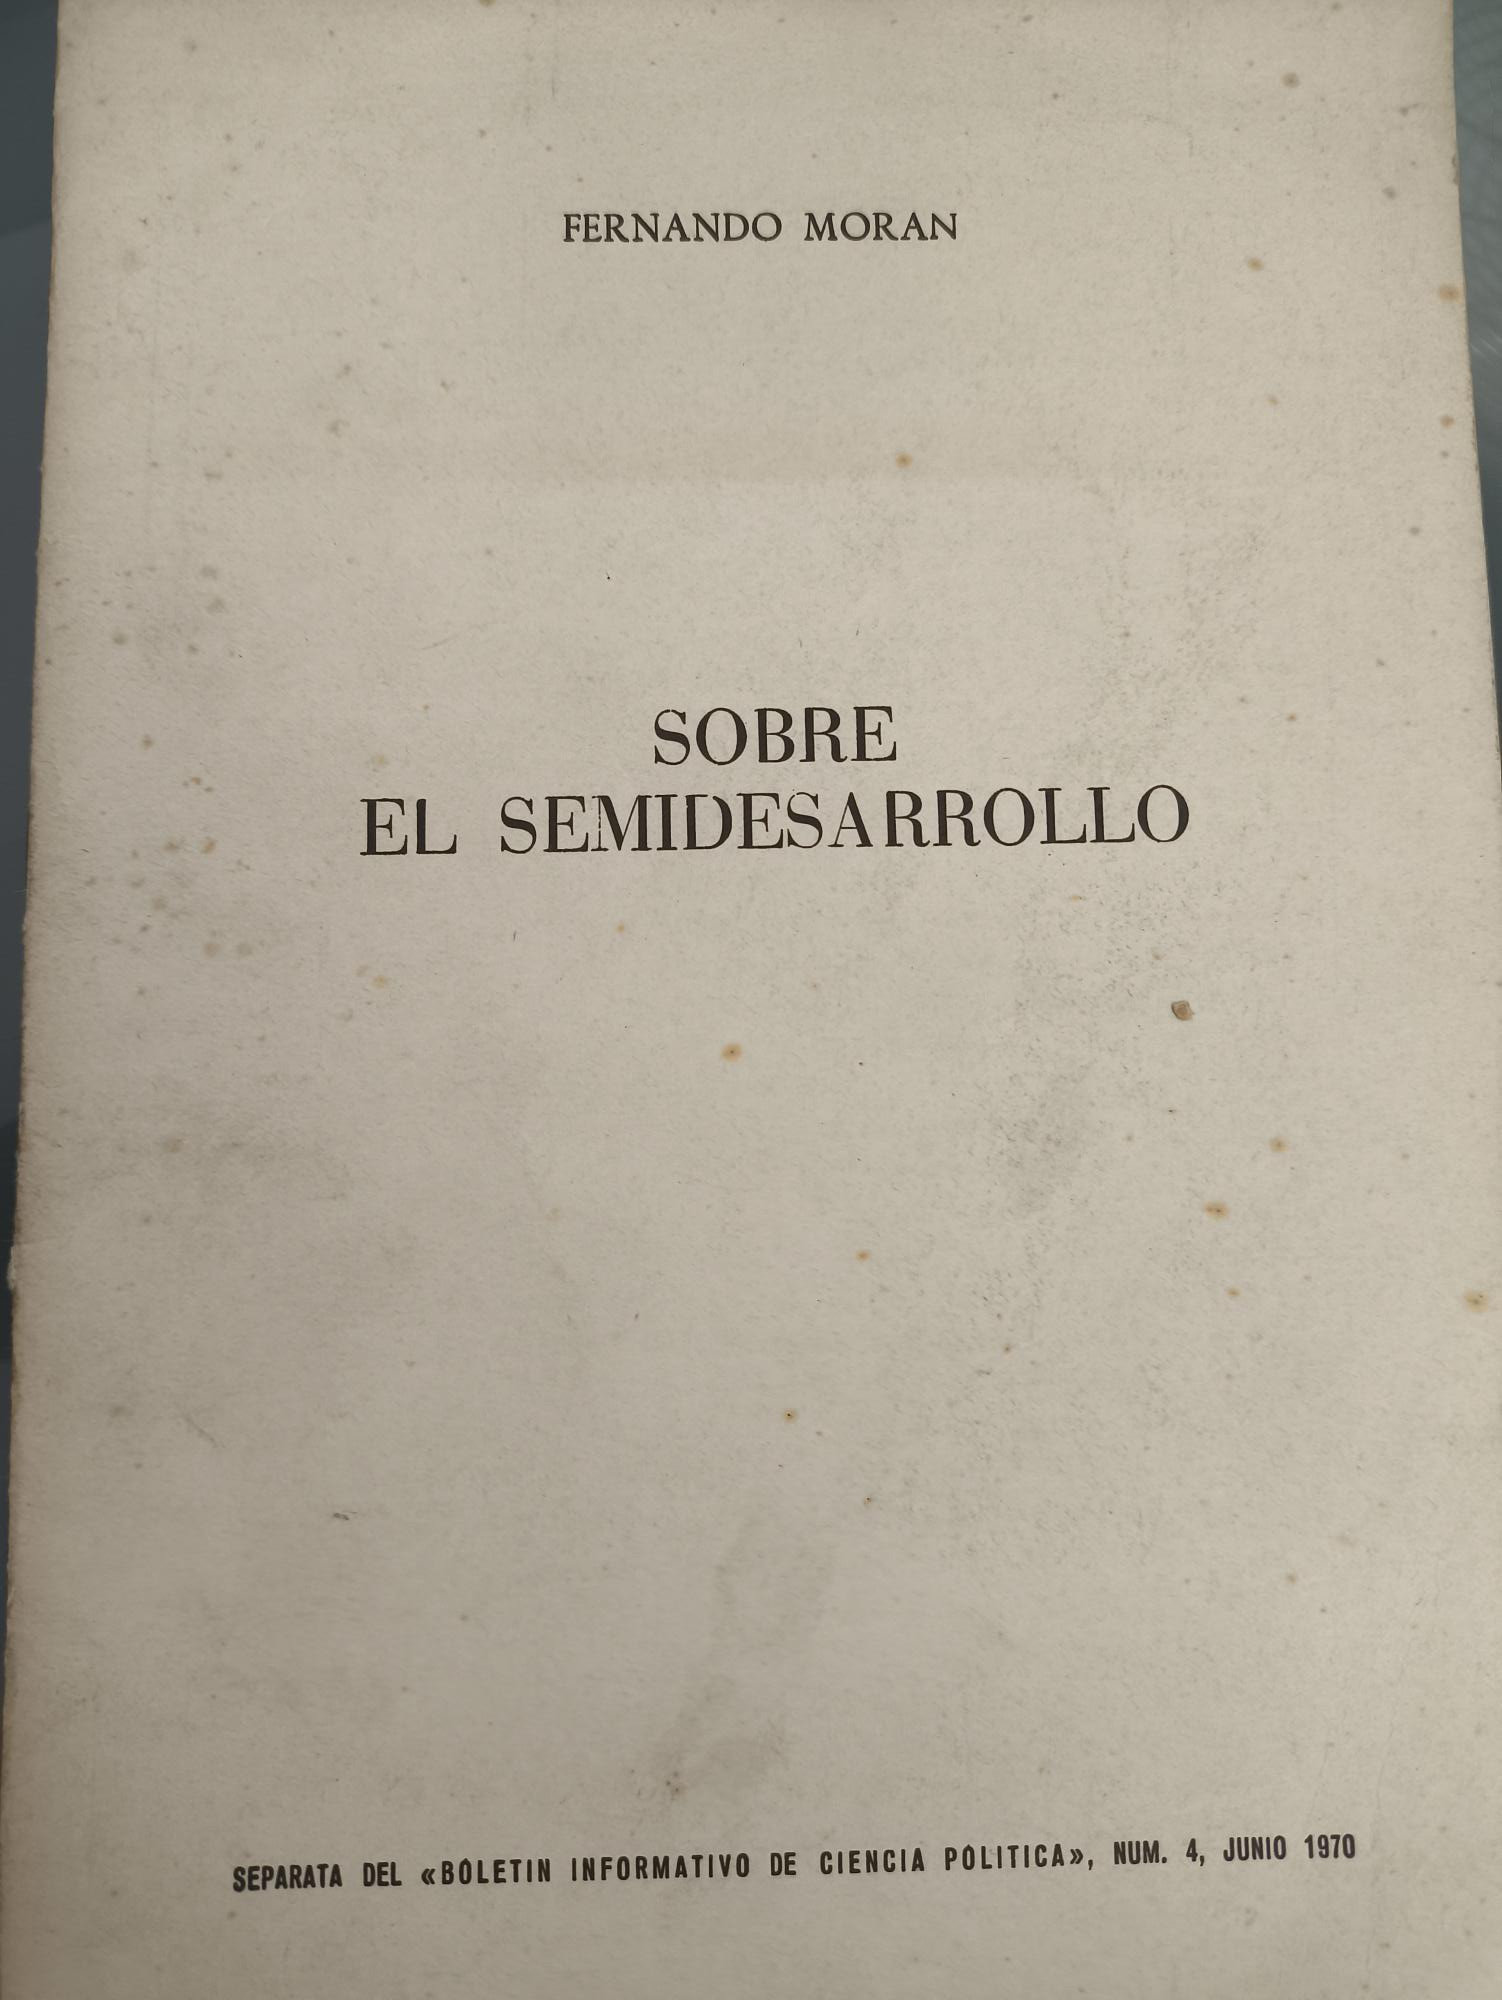 FERNANDO MORAN
SOBRE
EL SEMIDESARROLLO
SEPARATA DEL «BOLETIN INFORMATIVO DE CIENCIA POLITICA», NUM. 4, JUNIO 1970